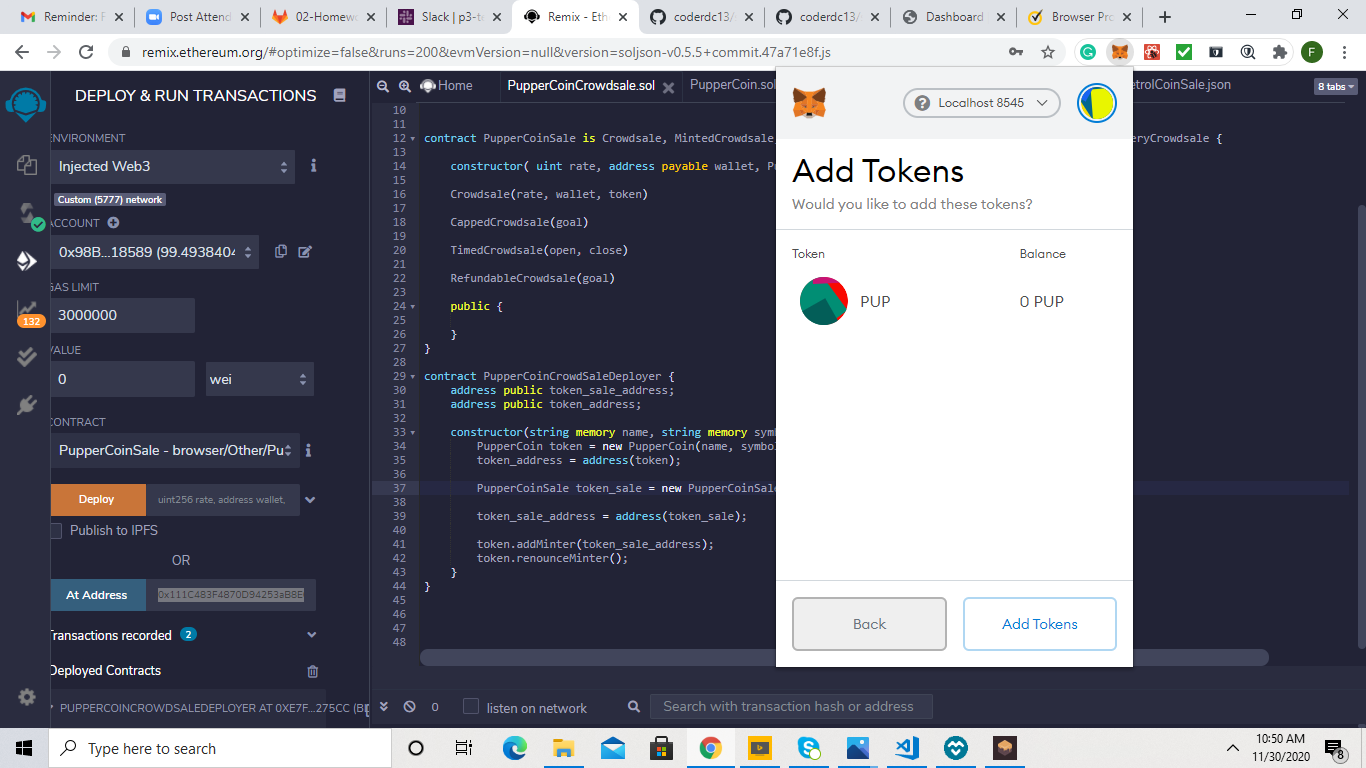 Reminder: F
Post Attend
02-Homew
Slack | p3-t
Remix - Eth
coderdc13/
coderdc13/
Dashboard
Browser Pro
remix.ethereum.org/#optimize=false&runs=200&evmVersion=null&version=soljson-v0.5.5+commit.47a71e8f.js
F
DEPLOY & RUN TRANSACTIONS
Home
PupperCoinCrowdsale.sol
PupperCoin.sol
etrolCoinSale.json
8 tabs
ENVIRONMENT
Injected Web3
Custom (5777) network
ACCOUNT
0x98B...18589 (99.4938404
GAS LIMIT
3000000
132
VALUE
0
wei
CONTRACT
PupperCoinSale - browser/Other/Pu
Deploy
uint256 rate, address wallet,
Publish to IPFS
OR
At Address
0x111C483F4870D94253aB8E
Transactions recorded
2
Deployed Contracts
PUPPERCOINCROWDSALEDEPLOYER AT 0XE7F...275CC (Bl
10
11
12 contract PupperCoinSale is Crowdsale, MintedCrowdsale, eryCrowdsale {
13
14 constructor( uint rate, address payable wallet, P
15
16 Crowdsale(rate, wallet, token)
17
18 CappedCrowdsale(goal)
19
20 TimedCrowdsale(open, close)
21
22 RefundableCrowdsale(goal)
23
24 public {
25
26 }
27 }
28
29 contract PupperCoinCrowdSaleDeployer {
30 address public token_sale_address;
31 address public token_address;
32
33 constructor(string memory name, string memory symb
34 PupperCoin token = new PupperCoin(name, symbo
35 token_address = address(token);
36
37 PupperCoinSale token_sale = new PupperCoinSale
38
39 token_sale_address = address(token_sale);
40
41 token.addMinter(token_sale_address);
42 token.renounceMinter();
43 }
44 }
45
46
47
48
Localhost 8545
Add Tokens
Would you like to add these tokens?
Token
Balance
PUP
0 PUP
Back
Add Tokens
0
listen on network
Search with transaction hash or address
Type here to search
10:50 AM
11/30/2020
8